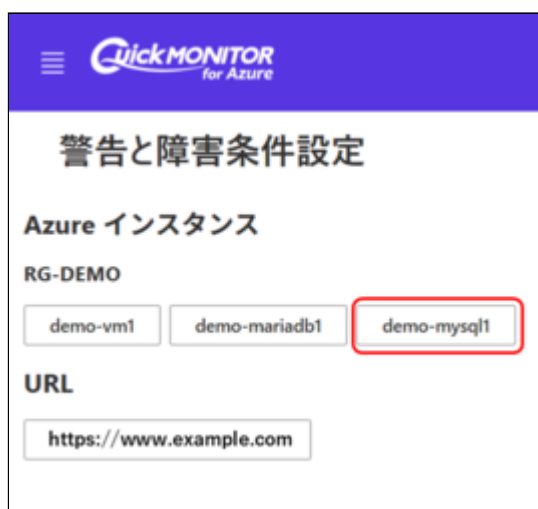 QuickMONITOR
for Azure
警告と障害条件設定
Azure インスタンス
RG-DEMO
demo-vm1 demo-mariadb1 demo-mysql1
URL
https://www.example.com